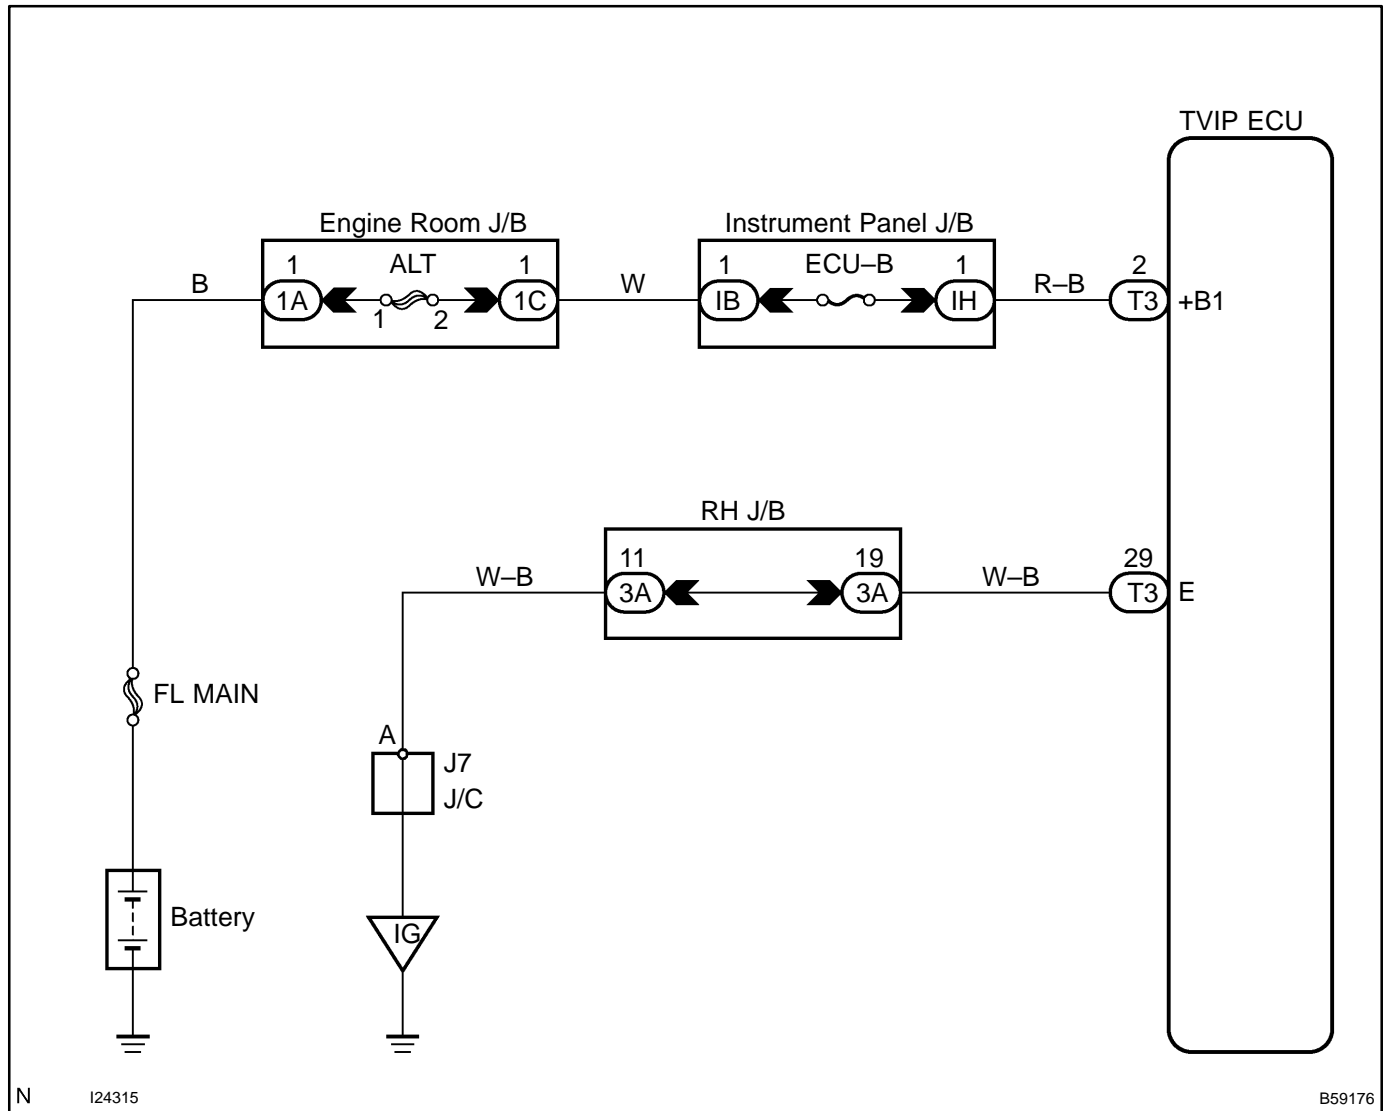 TVIP ECU
Engine Room J/B
Instrument Panel J/B
B
1
ALT
1
W
1
ECU–B
1
R–B
2
1A
1
2
1C
IB
IH
T3
+B1
RH J/B
W–B
11
19
W–B
29
3A
3A
T3
E
FL MAIN
A
J7
J/C
Battery
IG
N
I24315
B59176